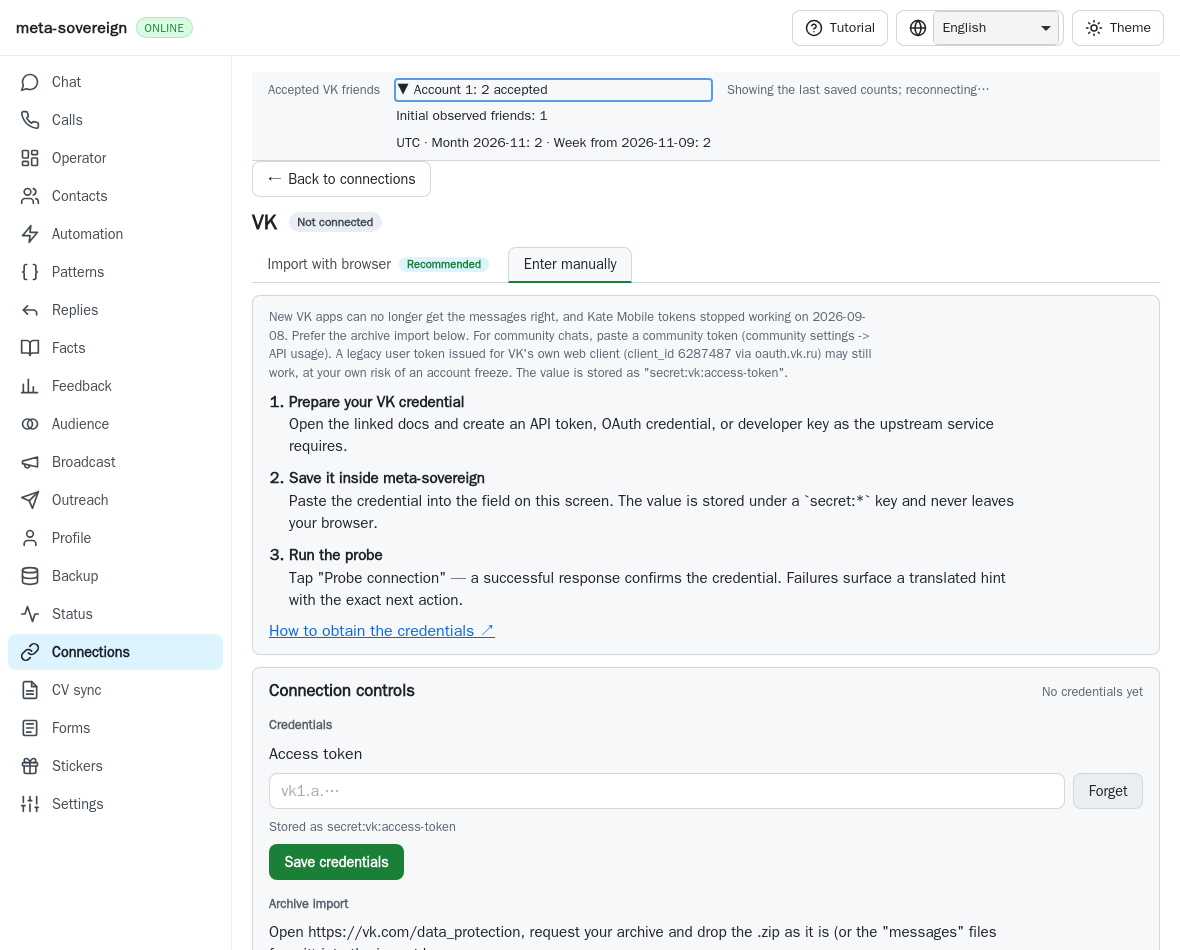 meta-sovereign ONLINE
Tutorial
English
Theme
Chat
Calls
Operator
Contacts
Automation
Patterns
Replies
Facts
Feedback
Audience
Broadcast
Outreach
Profile
Backup
Status
Connections
CV sync
Forms
Stickers
Settings
Accepted VK friends
▼ Account 1: 2 accepted
Showing the last saved counts; reconnecting…
Initial observed friends: 1
UTC · Month 2026-11: 2 · Week from 2026-11-09: 2
← Back to connections
VK Not connected
Import with browser Recommended
Enter manually
New VK apps can no longer get the messages right, and Kate Mobile tokens stopped working on 2026-09-
08. Prefer the archive import below. For community chats, paste a community token (community settings ->
API usage). A legacy user token issued for VK's own web client (client_id 6287487 via oauth.vk.ru) may still
work, at your own risk of an account freeze. The value is stored as "secret:vk:access-token".
1. Prepare your VK credential
Open the linked docs and create an API token, OAuth credential, or developer key as the upstream service
requires.
2. Save it inside meta-sovereign
Paste the credential into the field on this screen. The value is stored under a `secret:*` key and never leaves
your browser.
3. Run the probe
Tap "Probe connection" — a successful response confirms the credential. Failures surface a translated hint
with the exact next action.
How to obtain the credentials ↗
Connection controls
No credentials yet
Credentials
Access token
vk1.a.…
Forget
Stored as secret:vk:access-token
Save credentials
Archive import
Open https://vk.com/data_protection, request your archive and drop the .zip as it is (or the "messages" files